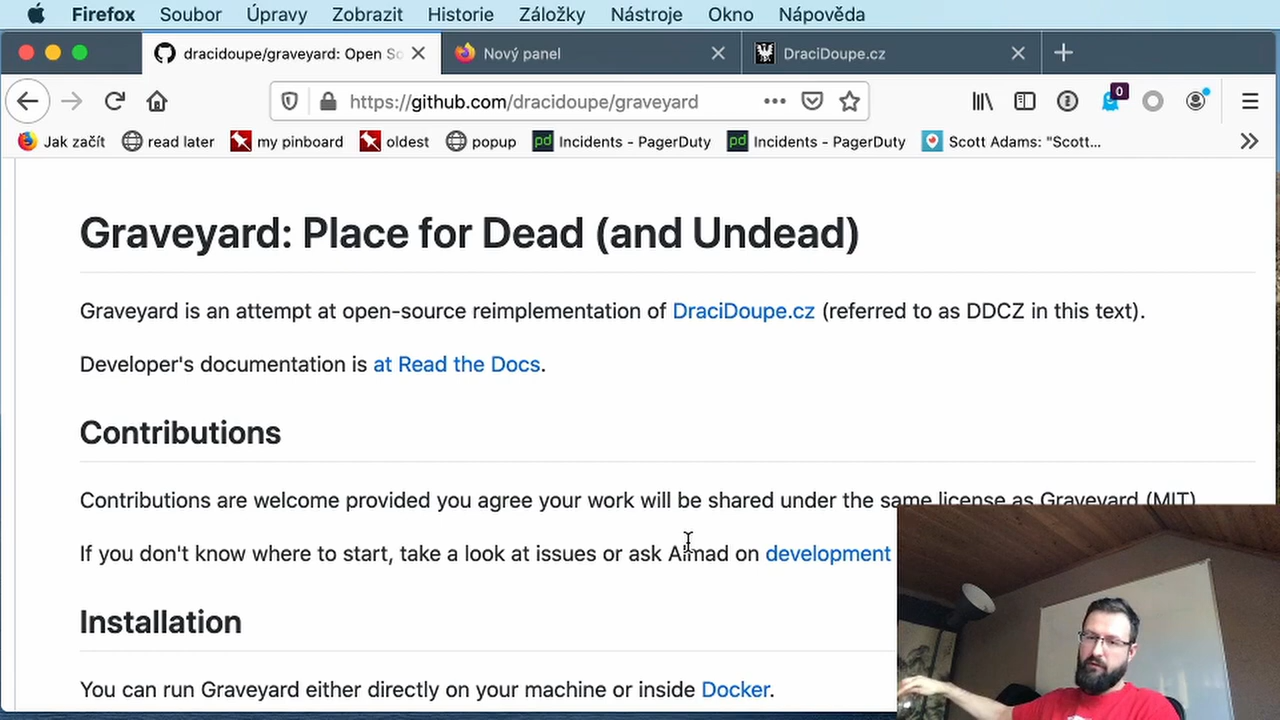 Firefox Soubor Úpravy Zobrazit Historie Záložky Nástroje Okno Nápověda
dracidoupe/graveyard: Open So Nový panel DraciDoupe.cz
https://github.com/dracidoupe/graveyard 0
Jak začít read later my pinboard oldest popup pd Incidents - PagerDuty pd Incidents - PagerDuty Scott Adams: "Scott...
Graveyard: Place for Dead (and Undead)
Graveyard is an attempt at open-source reimplementation of DraciDoupe.cz (referred to as DDCZ in this text).
Developer's documentation is at Read the Docs.
Contributions
Contributions are welcome provided you agree your work will be shared under the same license as Graveyard (MIT)
If you don't know where to start, take a look at issues or ask Almad on development
Installation
You can run Graveyard either directly on your machine or inside Docker.